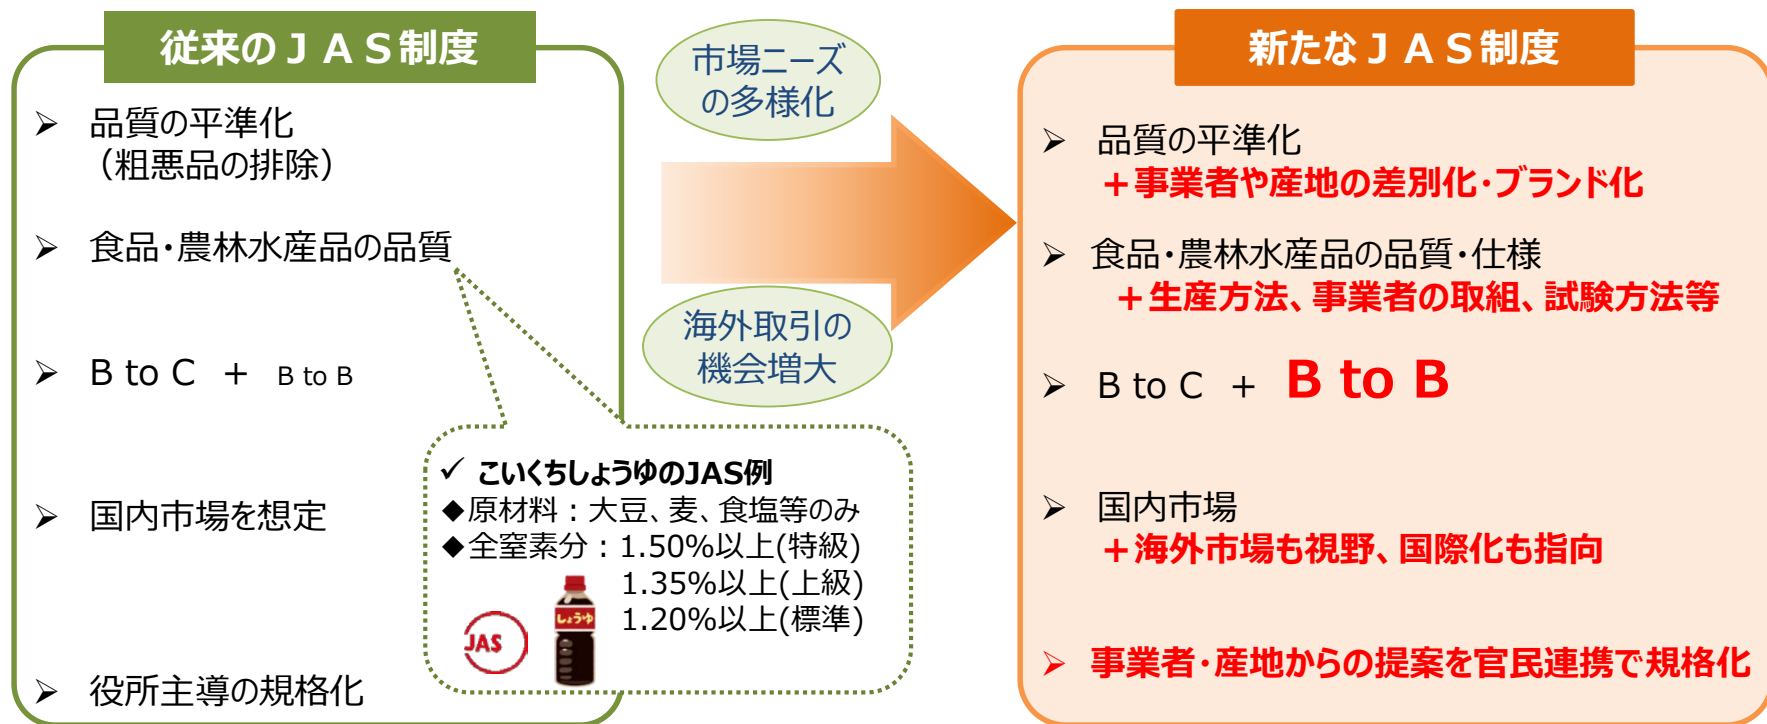 従来のJAS制度
➢ 品質の平準化
（粗悪品の排除）
➢ 食品・農林水産品の品質
➢ B to C + B to B
➢ 国内市場を想定
➢ 役所主導の規格化
✓ こいくちしょうゆのJAS例
◆原材料：大豆、麦、食塩等のみ
◆全窒素分：1.50%以上(特級)
1.35%以上(上級)
1.20%以上(標準)
JAS
しょうゆ
市場ニーズ
の多様化
海外取引の
機会増大
新たなJAS制度
➢ 品質の平準化
＋事業者や産地の差別化・ブランド化
➢ 食品・農林水産品の品質・仕様
＋生産方法、事業者の取組、試験方法等
➢ B to C + B to B
➢ 国内市場
＋海外市場も視野、国際化も指向
➢ 事業者・産地からの提案を官民連携で規格化